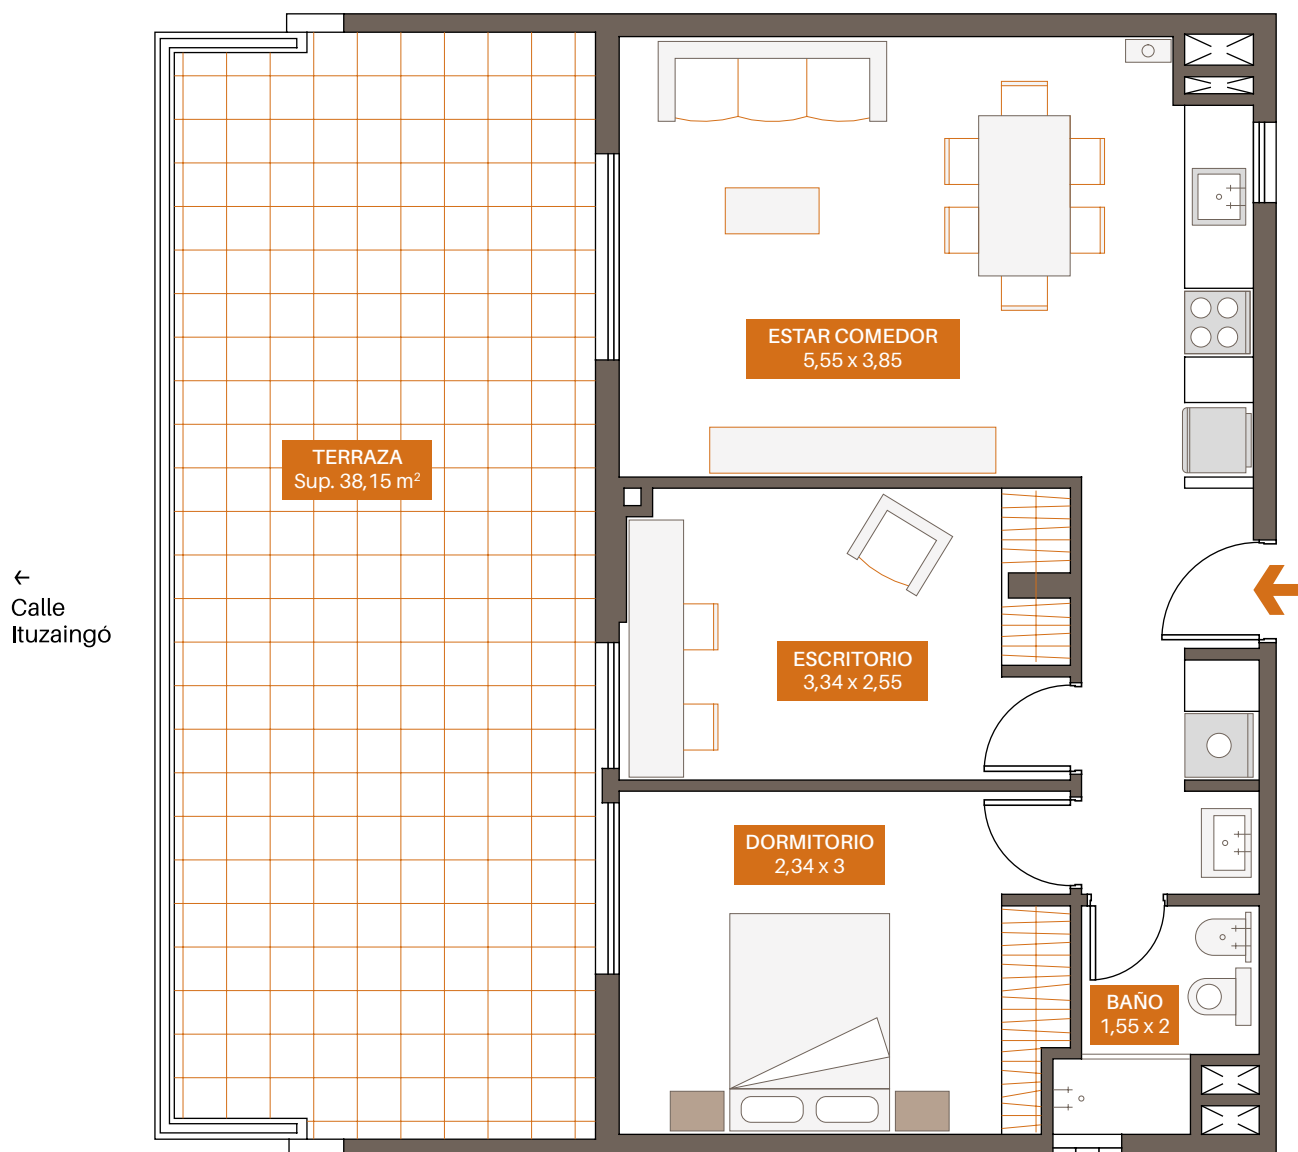 ESTAR COMEDOR
5,55 x 3,85
TERRAZA
Sup. 38,15 m²
←
Calle
Ituzaingó
ESCRITORIO
3,34 x 2,55
DORMITORIO
2,34 x 3
BAÑO
1,55 x 2